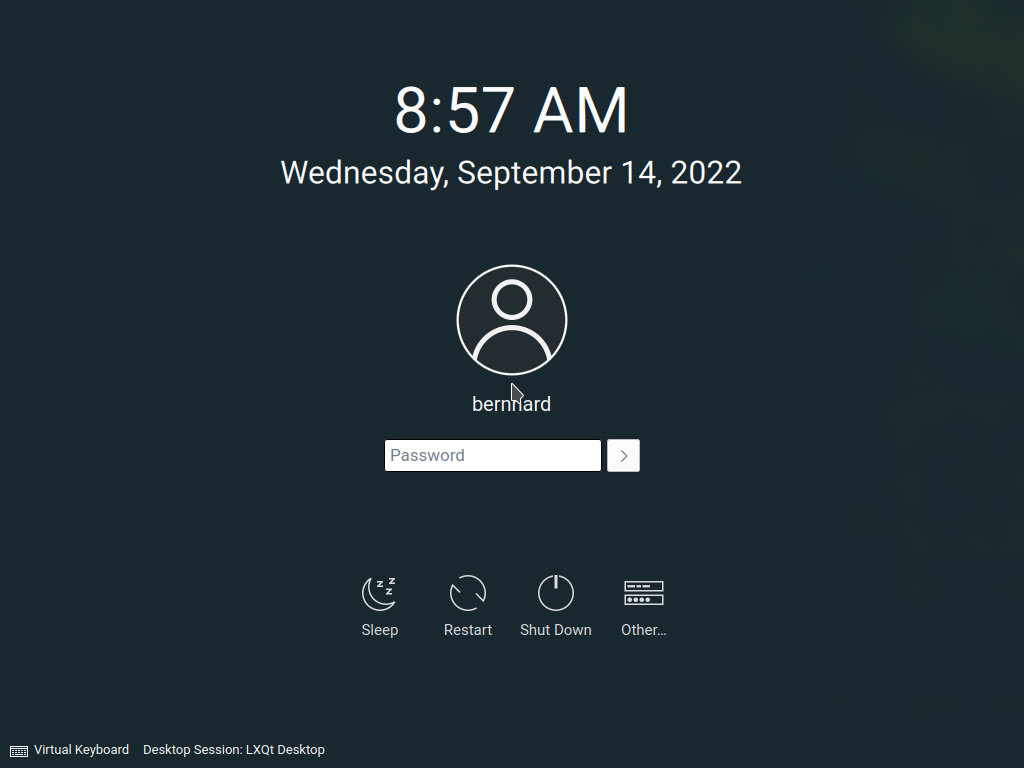 8:57 AM
Wednesday, September 14, 2022
bernhard
Password
Sleep
Restart
Shut Down
Other...
Virtual Keyboard
Desktop Session: LXQt Desktop